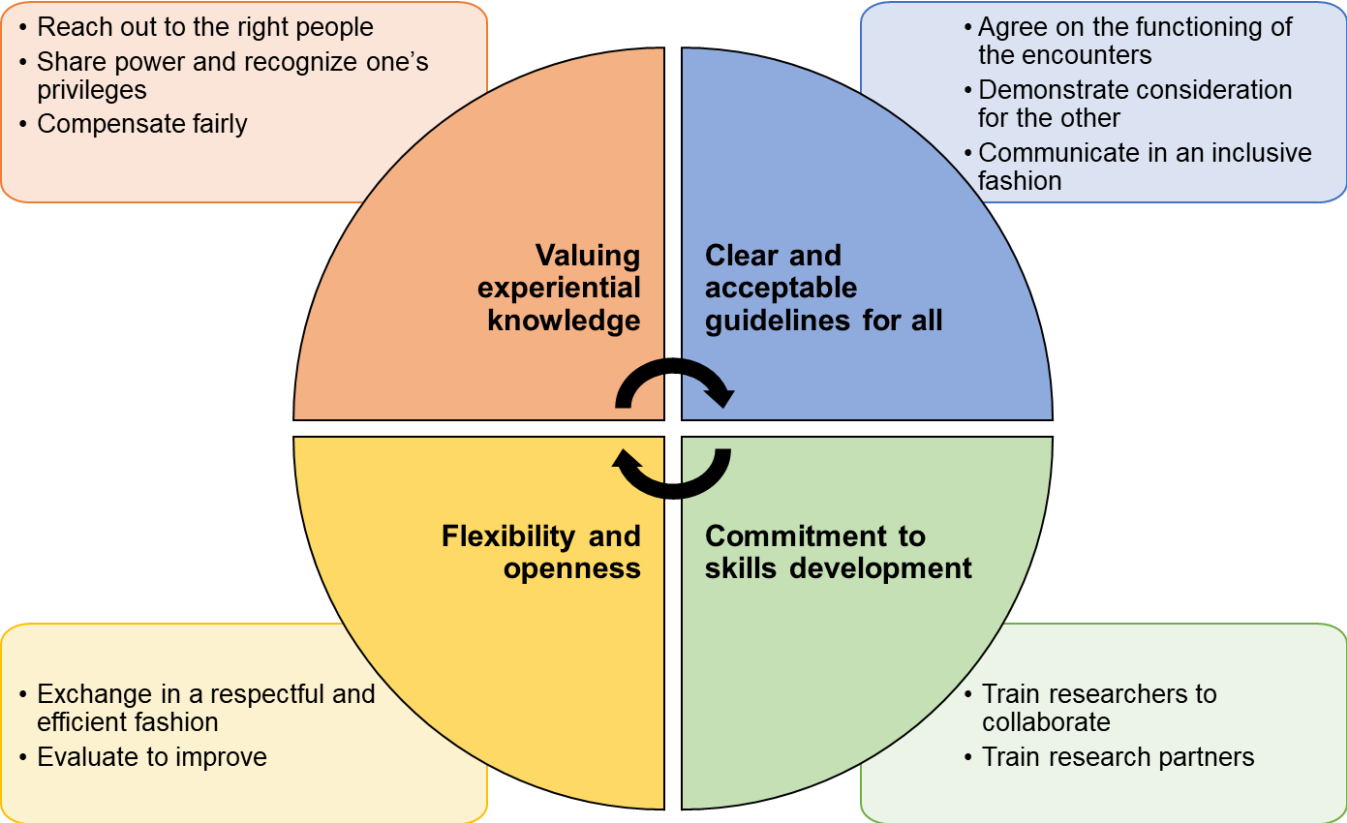 • Reach out to the right people
• Share power and recognize one's
privileges
• Compensate fairly
• Agree on the functioning of
the encounters
• Demonstrate consideration
for the other
• Communicate in an inclusive
fashion
Valuing
experiential
knowledge
Clear and
acceptable
guidelines for all
Flexibility and
openness
Commitment to
skills development
• Exchange in a respectful and
efficient fashion
• Evaluate to improve
• Train researchers to
collaborate
• Train research partners